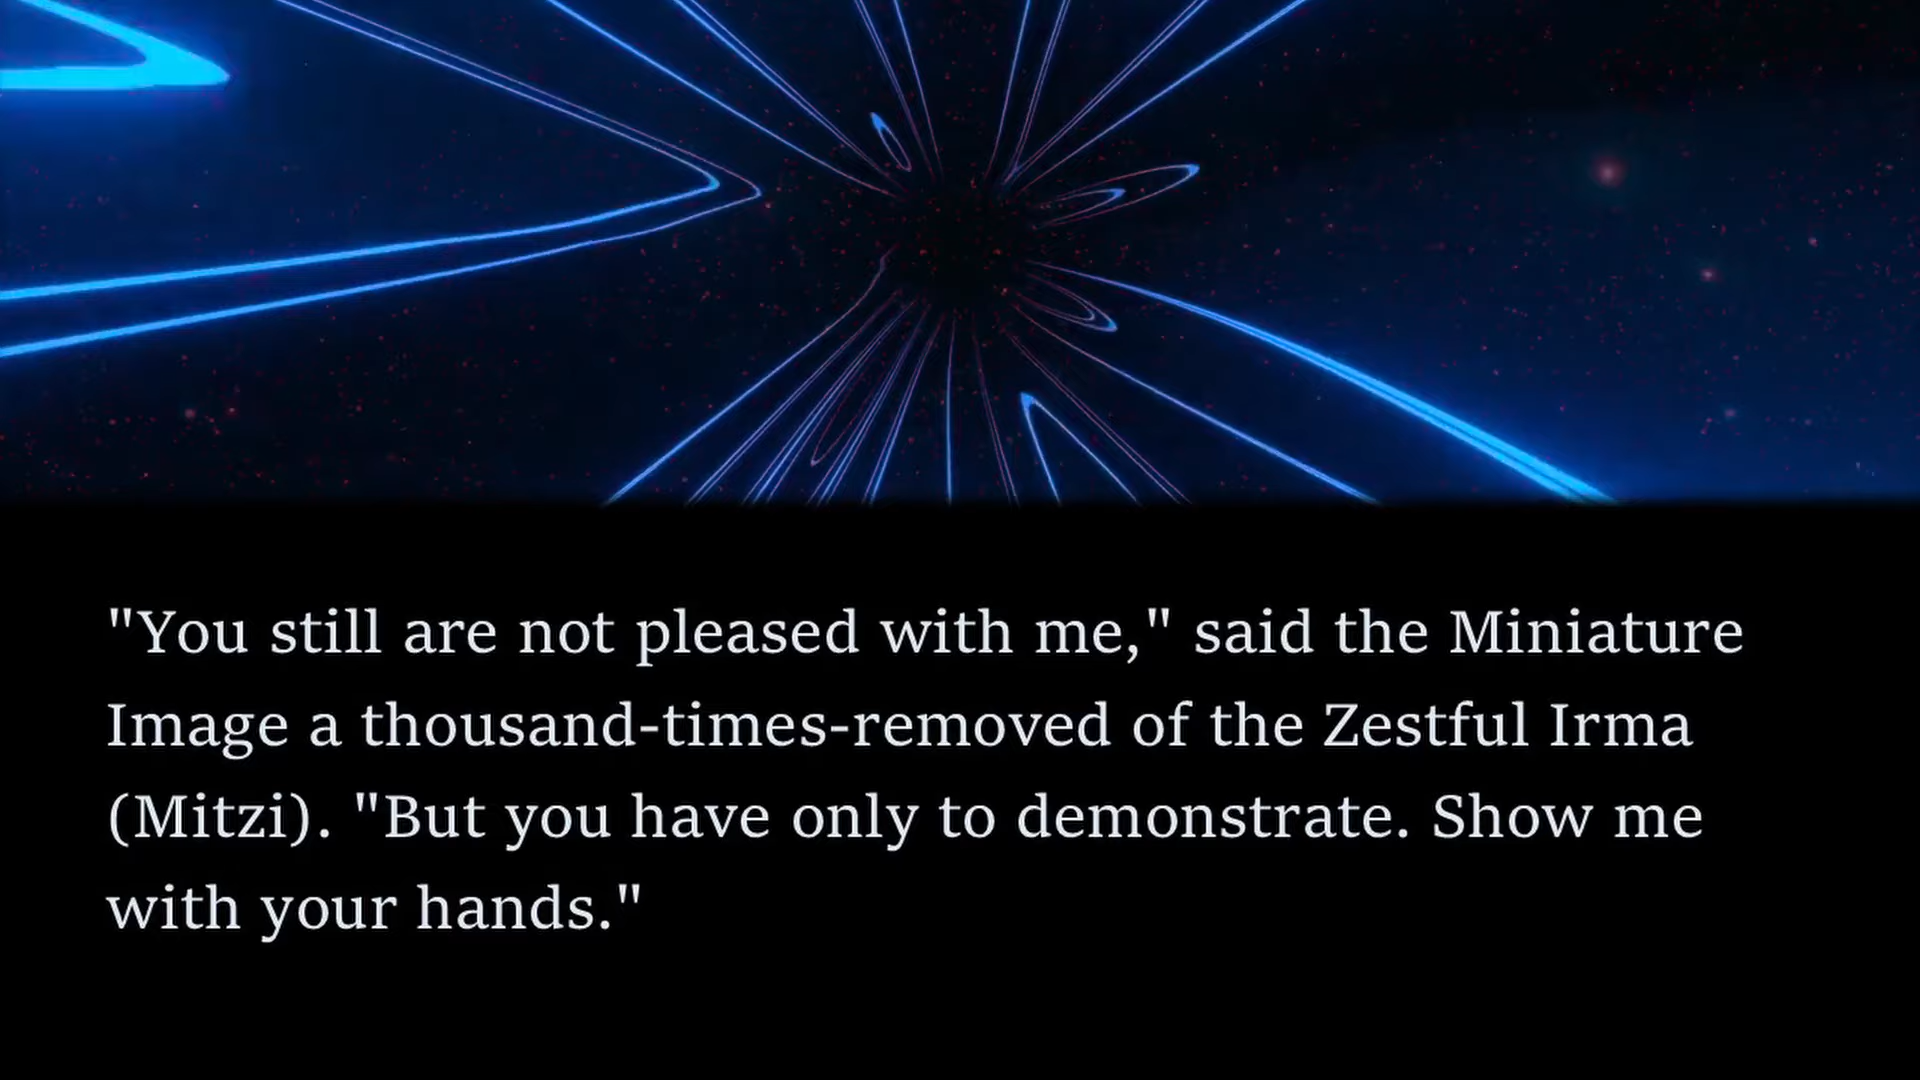 "You still are not pleased with me," said the Miniature
Image a thousand-times-removed of the Zestful Irma
(Mitzi). "But you have only to demonstrate. Show me
with your hands."